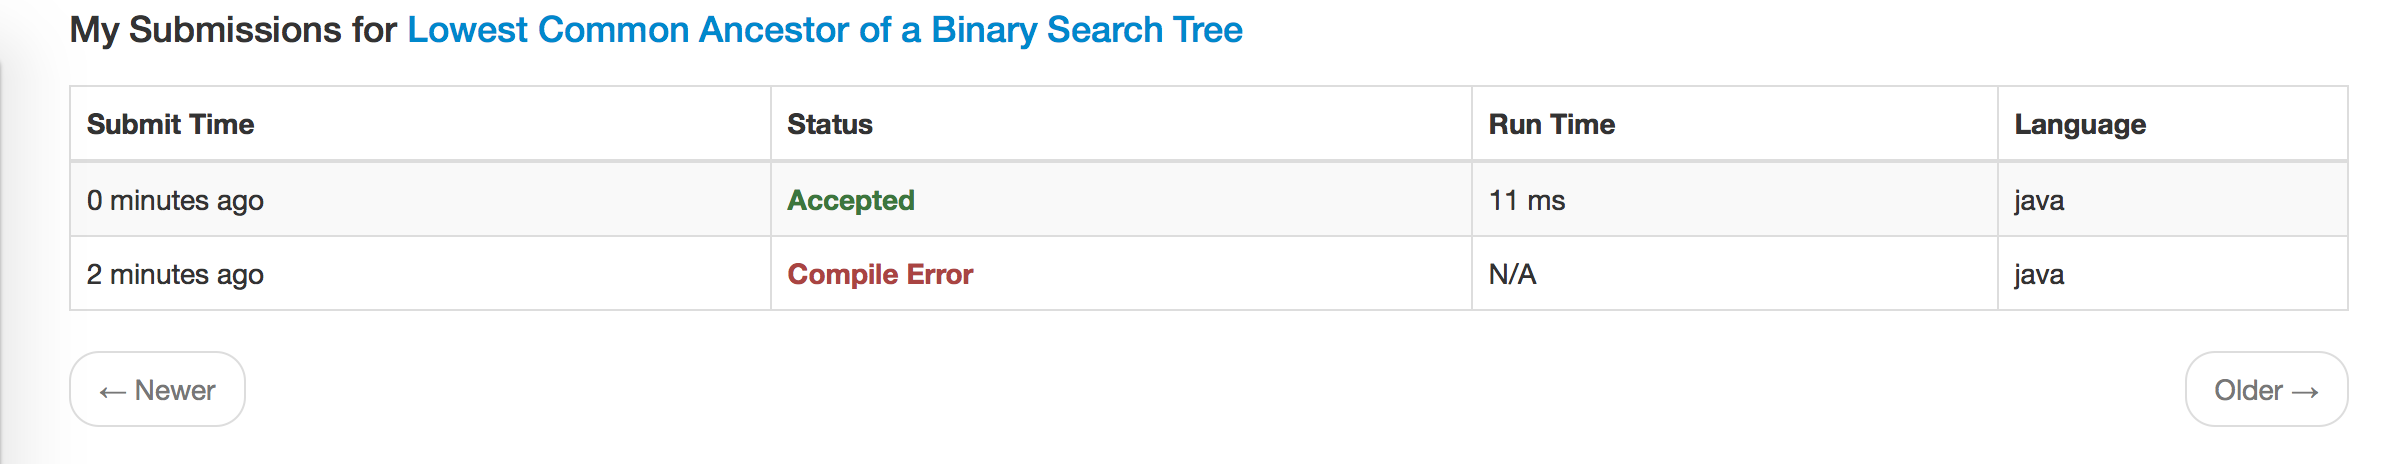 My Submissions for Lowest Common Ancestor of a Binary Search Tree
Submit Time Status Run Time Language
0 minutes ago Accepted 11 ms java
2 minutes ago Compile Error N/A java
← Newer Older →